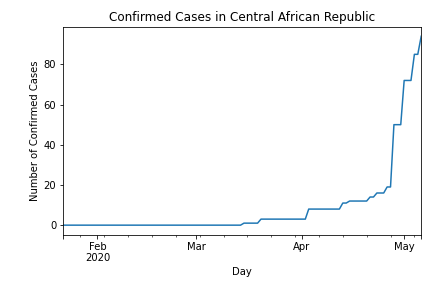 Confirmed Cases in Central African Republic
Number of Confirmed Cases
80
60
40
20
0
Feb
2020
Mar
Apr
May
Day